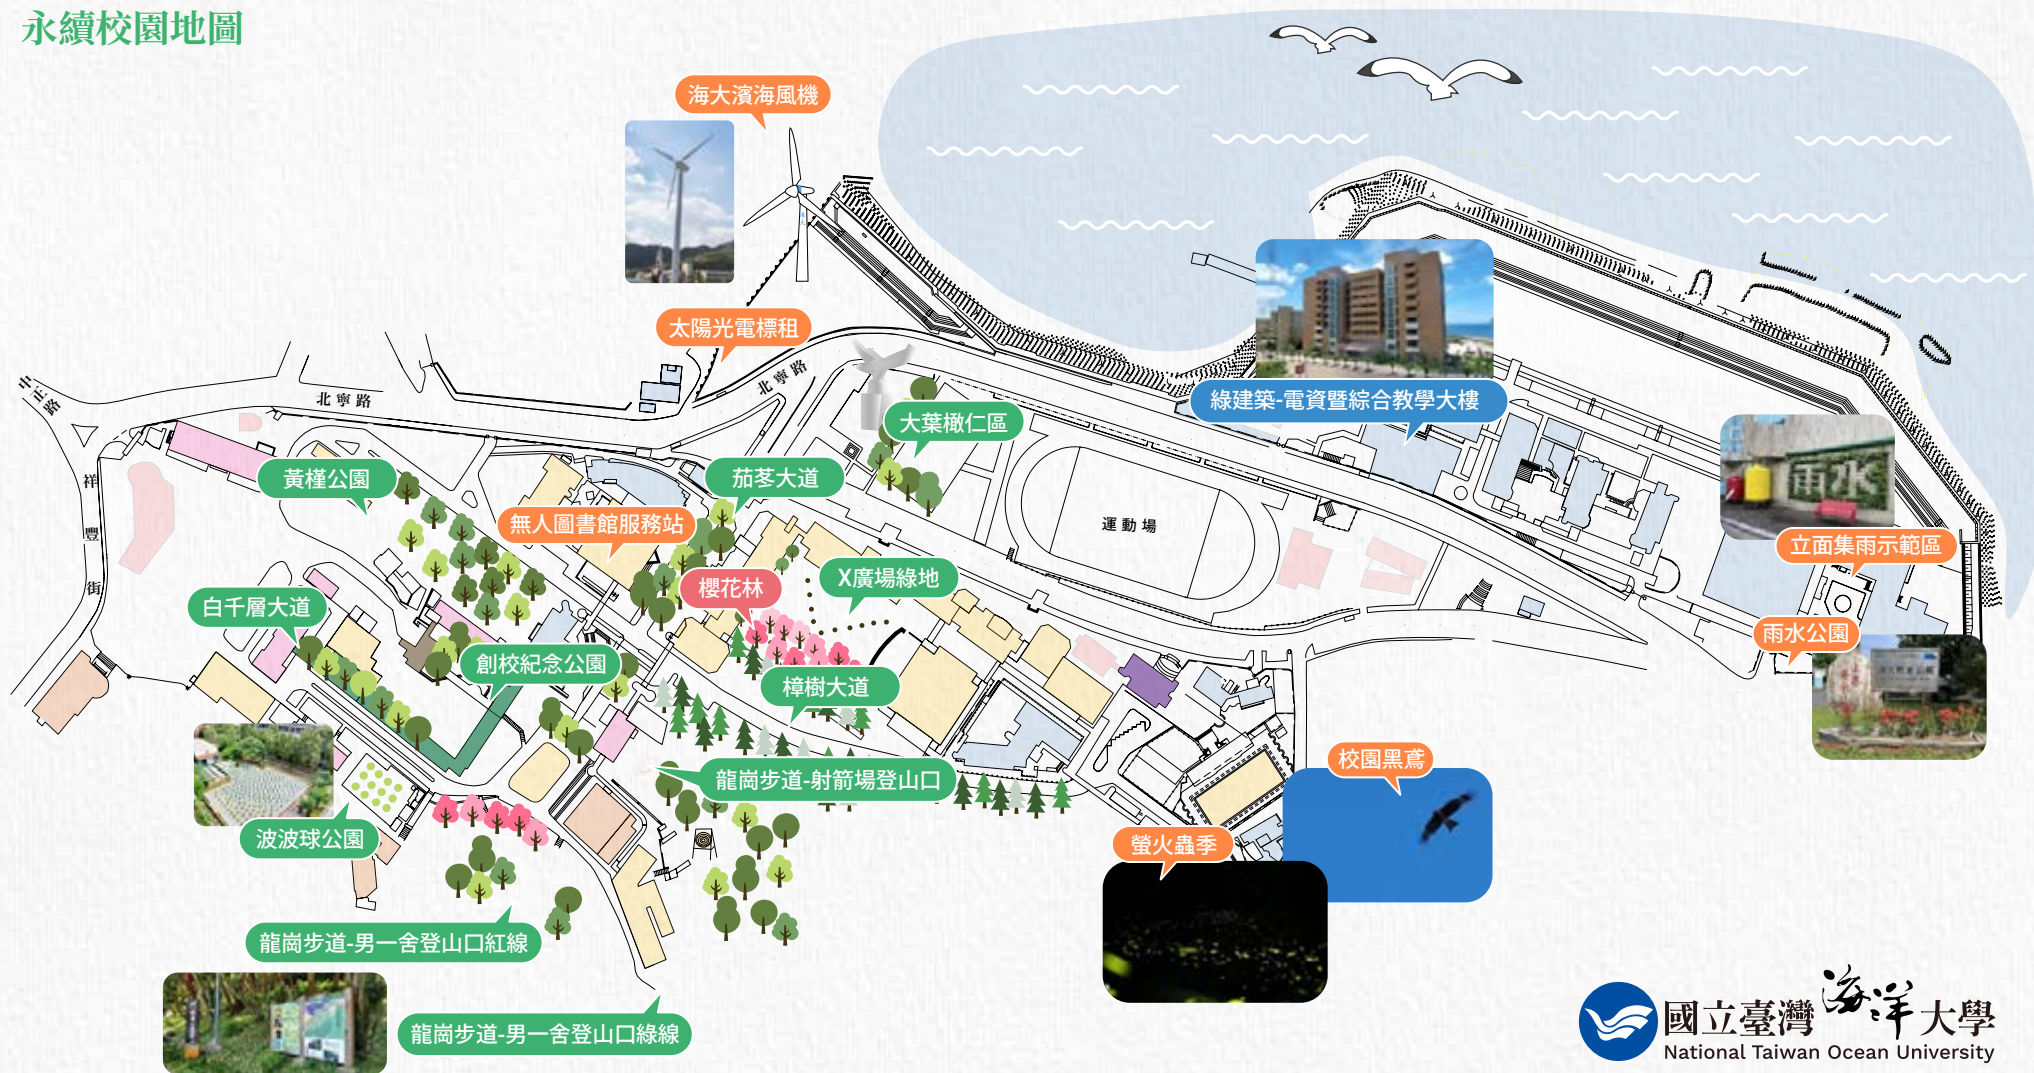 永續校園地圖
海大濱海風機
太陽光電標租
北寧路
北寧路
中正路
祥豐街
綠建築-電資暨綜合教學大樓
大葉欖仁區
黃槿公園
茄苳大道
無人圖書館服務站
運動場
雨水
立面集雨示範區
櫻花林
X廣場綠地
白千層大道
雨水公園
創校紀念公園
樟樹大道
龍崗步道-射箭場登山口
校園黑鳶
波波球公園
螢火蟲季
龍崗步道-男一舍登山口紅線
龍崗步道-男一舍登山口綠線
國立臺灣海洋大學
National Taiwan Ocean University